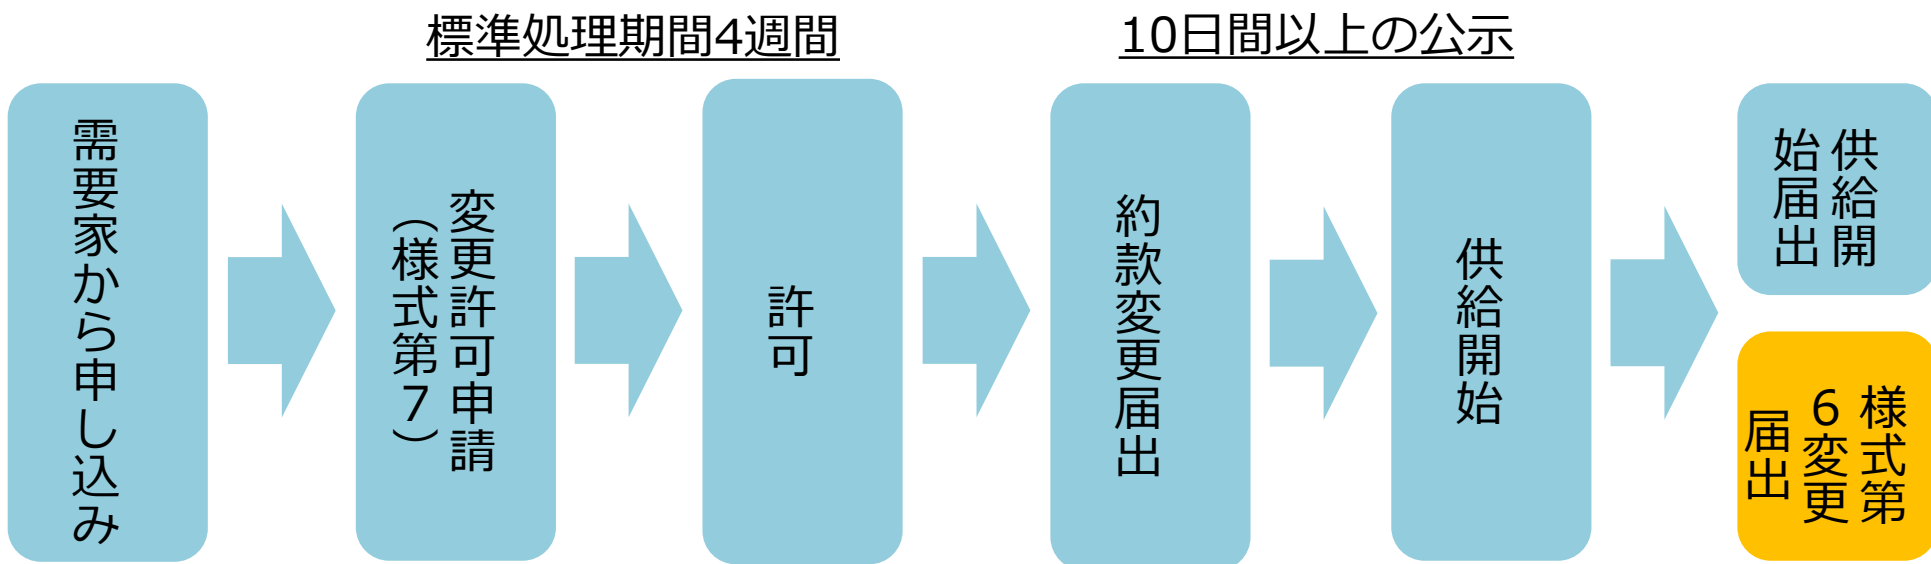 標準処理期間4週間
10日間以上の公示
需要家から申し込み
変更許可申請
（様式第７）
許可
約款変更届出
供給開始
供給開
始届出
様式第
６変更
届出